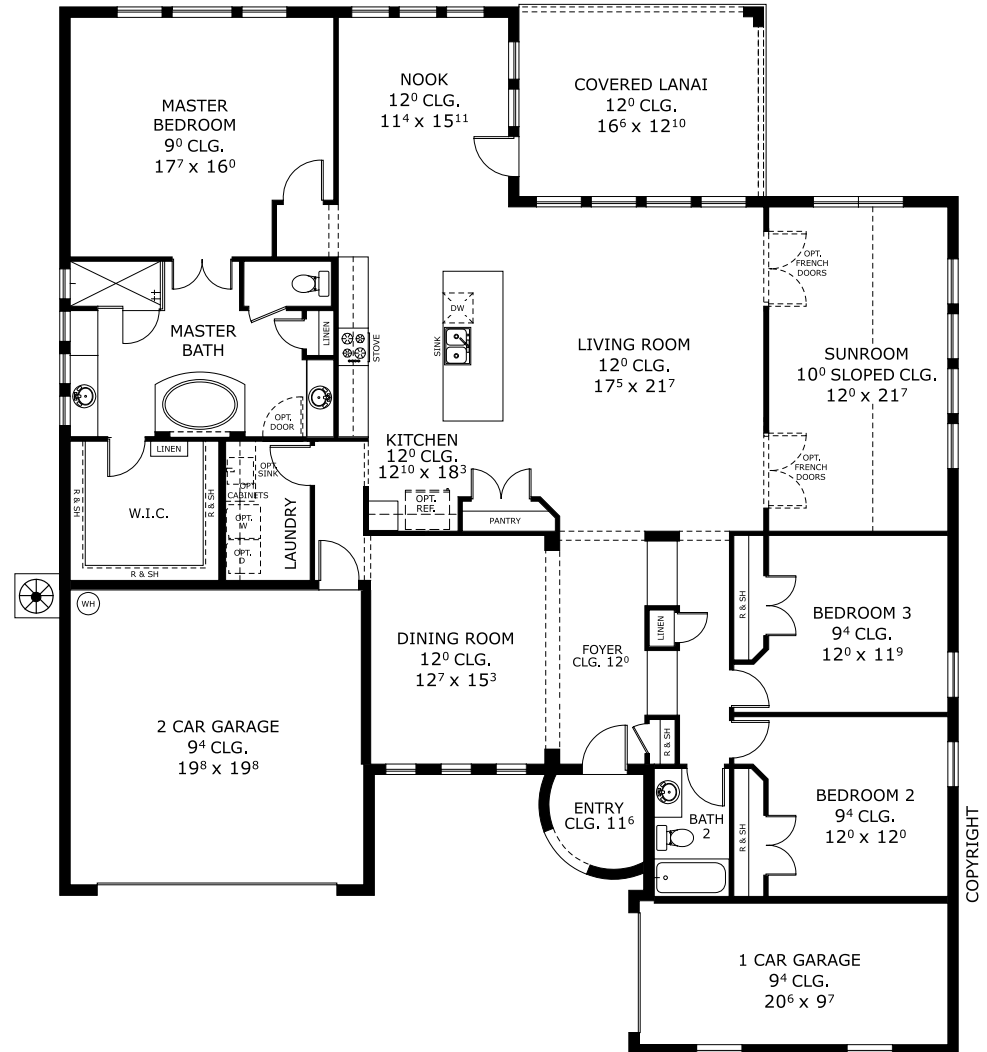 MASTER
BEDROOM
9⁰ CLG.
17⁷ x 16⁰
NOOK
12⁰ CLG.
11⁴ x 15¹¹
COVERED LANAI
12⁰ CLG.
16⁶ x 12¹⁰
OPT.
FRENCH
DOORS
MASTER
BATH
LINEN
STOVE
DW
SINK
LIVING ROOM
12⁰ CLG.
17⁵ x 21⁷
SUNROOM
10⁰ SLOPED CLG.
12⁰ x 21⁷
OPT.
DOOR
KITCHEN
12⁰ CLG.
12¹⁰ x 18³
OPT.
FRENCH
DOORS
LINEN
R & SH
W.I.C.
R & SH
R & SH
OPT.
SINK
OPT.
CABINETS
OPT.
W
OPT.
D
LAUNDRY
OPT.
REF.
PANTRY
WH
DINING ROOM
12⁰ CLG.
12⁷ x 15³
FOYER
CLG. 12⁰
LINEN
R & SH
BEDROOM 3
9⁴ CLG.
12⁰ x 11⁹
2 CAR GARAGE
9⁴ CLG.
19⁸ x 19⁸
R & SH
ENTRY
CLG. 11⁶
BATH
2
R & SH
BEDROOM 2
9⁴ CLG.
12⁰ x 12⁰
COPYRIGHT
1 CAR GARAGE
9⁴ CLG.
20⁶ x 9⁷